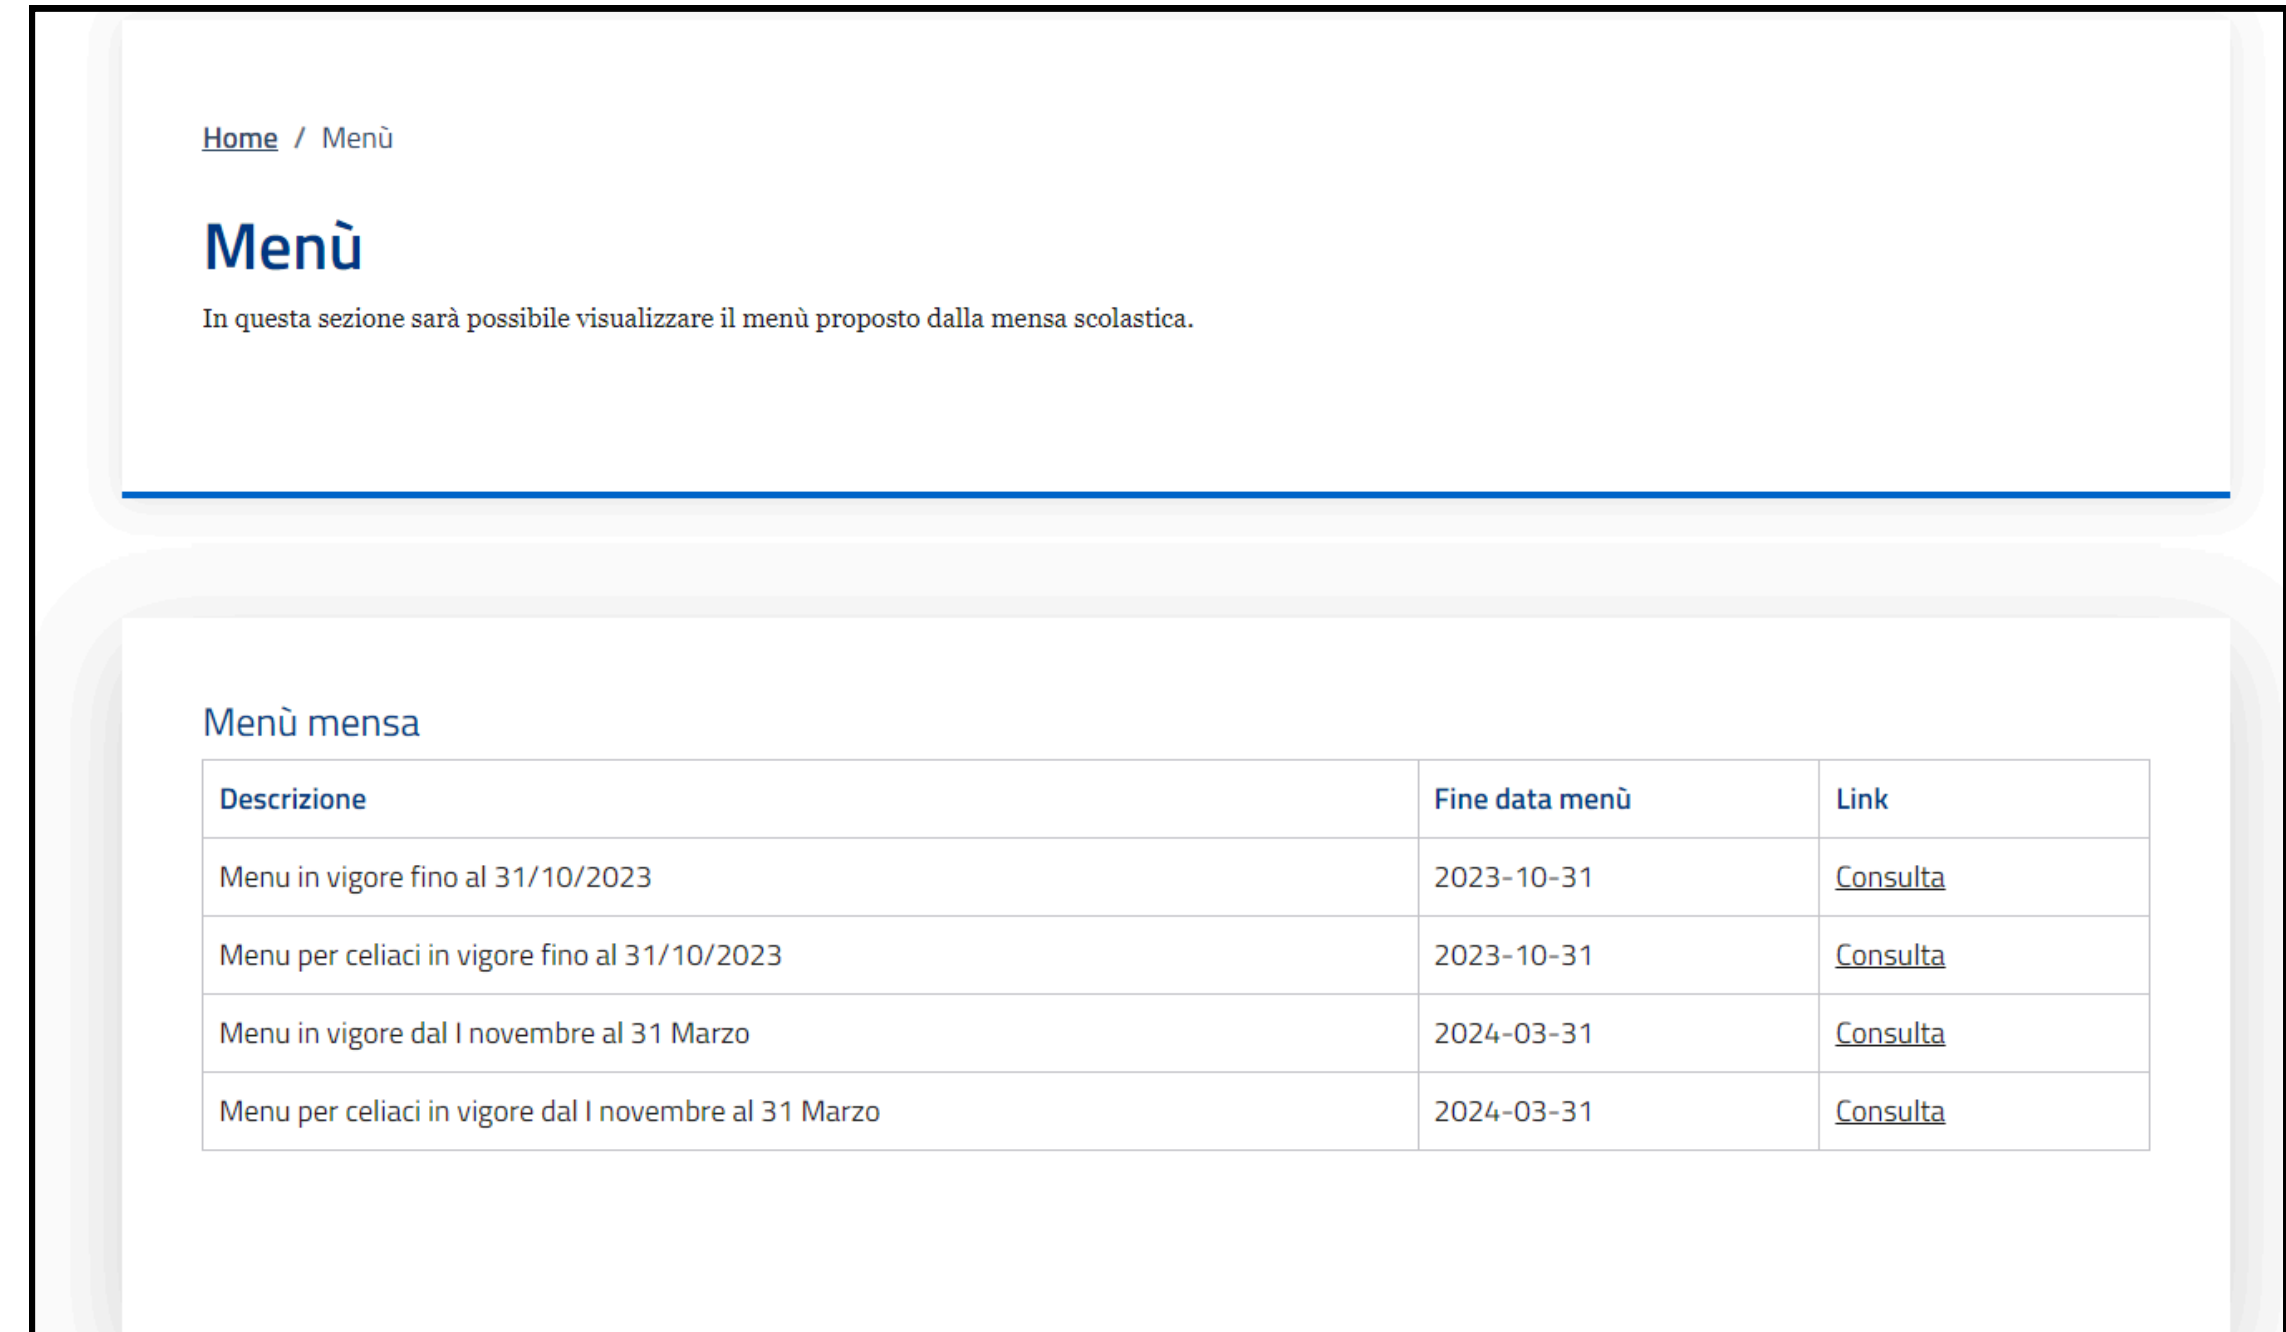 Home / Menù
Menù
In questa sezione sarà possibile visualizzare il menù proposto dalla mensa scolastica.
Menù mensa
Descrizione Fine data menù Link
Menu in vigore fino al 31/10/2023 2023-10-31 Consulta
Menu per celiaci in vigore fino al 31/10/2023 2023-10-31 Consulta
Menu in vigore dal I novembre al 31 Marzo 2024-03-31 Consulta
Menu per celiaci in vigore dal I novembre al 31 Marzo 2024-03-31 Consulta